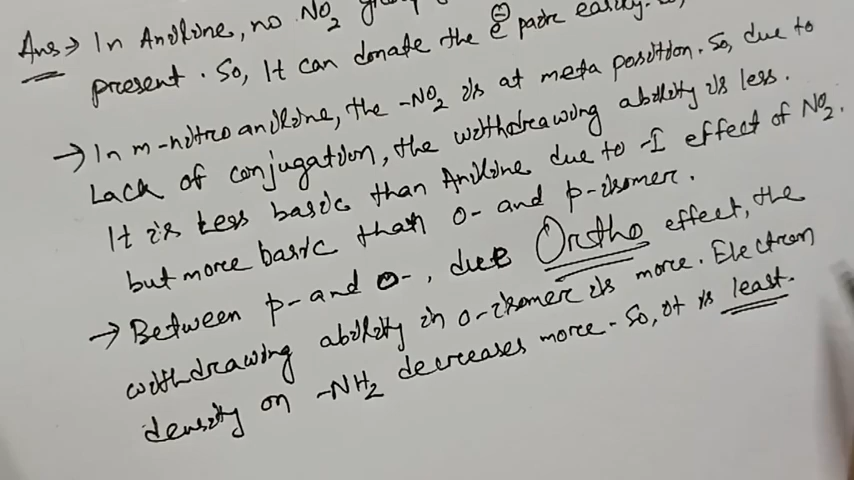 Ans → In Aniline, no NO2 group
present. So, It can donate the e⊖ pair easily.
→ In m-nitroaniline, the -NO2 is at meta position. So, due to
Lack of conjugation, the withdrawing ability is less.
It is Less basic than Aniline due to -I effect of NO2.
but more basic than o- and p-isomer.
→ Between p- and o-, due Ortho effect, the
withdrawing ability in o-isomer is more. Electron
density on -NH2 decreases more. So, it is least.